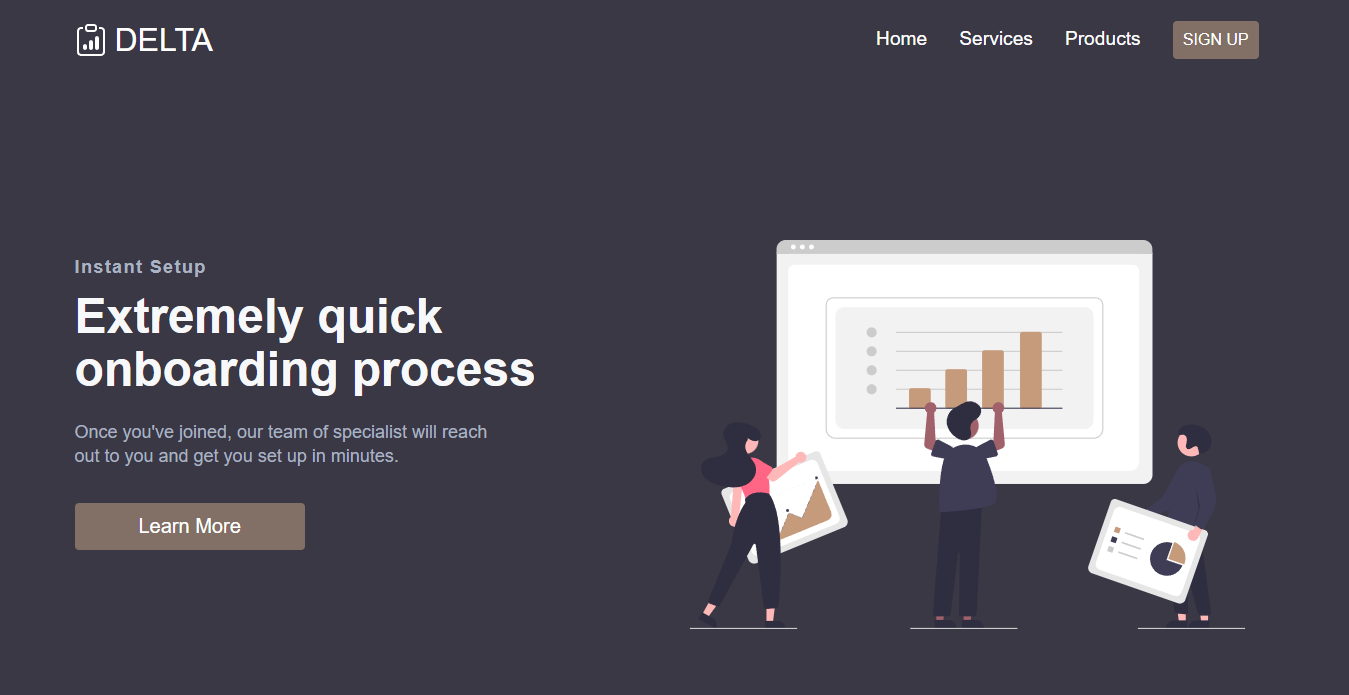 DELTA
Home Services Products SIGN UP
Instant Setup
Extremely quick
onboarding process
Once you've joined, our team of specialist will reach
out to you and get you set up in minutes.
Learn More